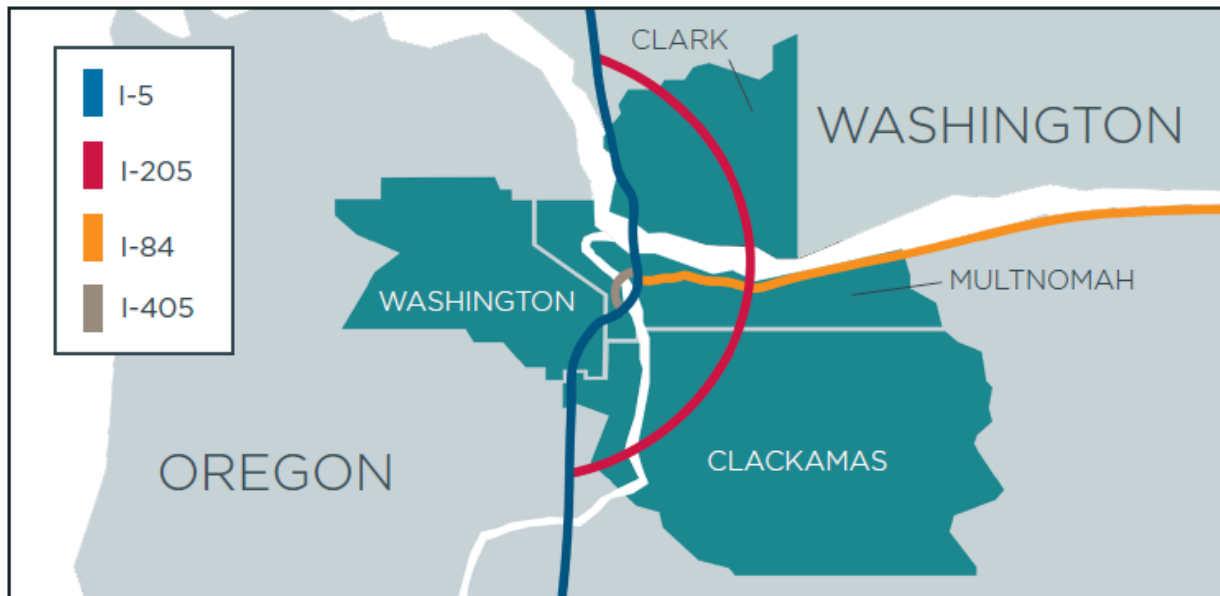 I-5
I-205
I-84
I-405
CLARK
WASHINGTON
MULTNOMAH
WASHINGTON
OREGON
CLACKAMAS